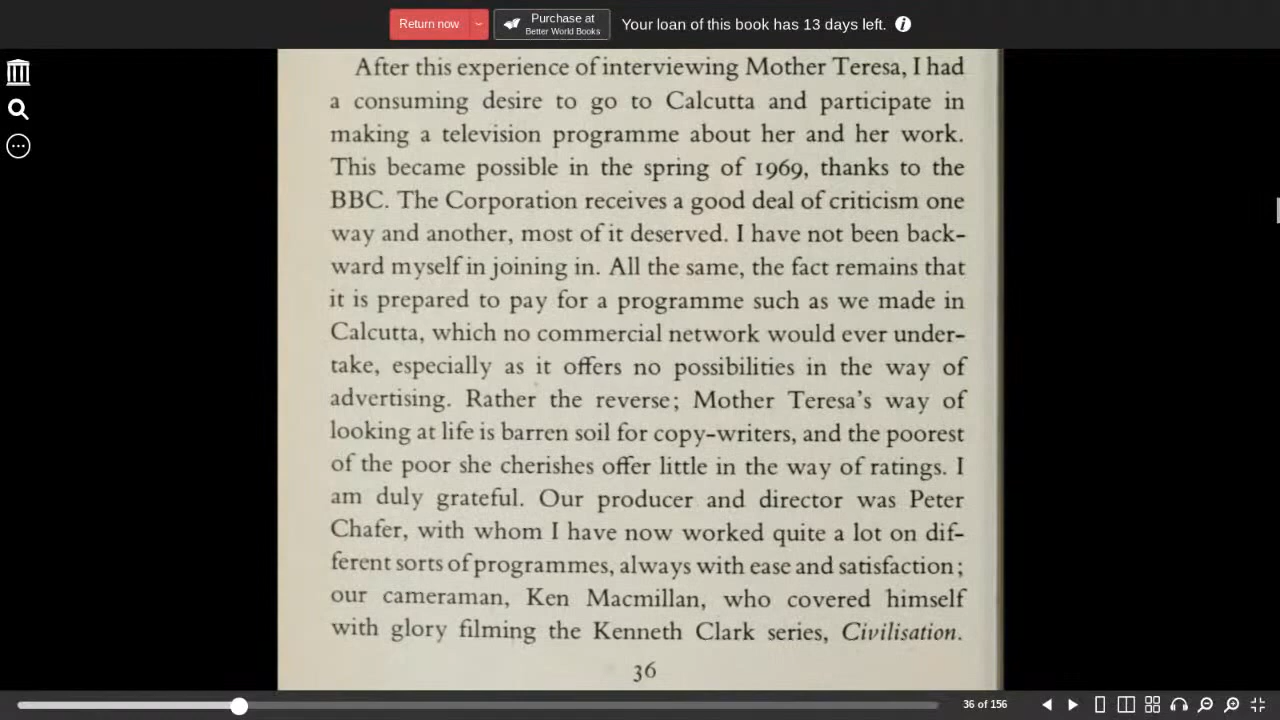 Return now
Purchase at
Better World Books
Your loan of this book has 13 days left.
After this experience of interviewing Mother Teresa, I had
a consuming desire to go to Calcutta and participate in
making a television programme about her and her work.
This became possible in the spring of 1969, thanks to the
BBC. The Corporation receives a good deal of criticism one
way and another, most of it deserved. I have not been back-
ward myself in joining in. All the same, the fact remains that
it is prepared to pay for a programme such as we made in
Calcutta, which no commercial network would ever under-
take, especially as it offers no possibilities in the way of
advertising. Rather the reverse; Mother Teresa's way of
looking at life is barren soil for copy-writers, and the poorest
of the poor she cherishes offer little in the way of ratings. I
am duly grateful. Our producer and director was Peter
Chafer, with whom I have now worked quite a lot on dif-
ferent sorts of programmes, always with ease and satisfaction;
our cameraman, Ken Macmillan, who covered himself
with glory filming the Kenneth Clark series, Civilisation.
36
36 of 156